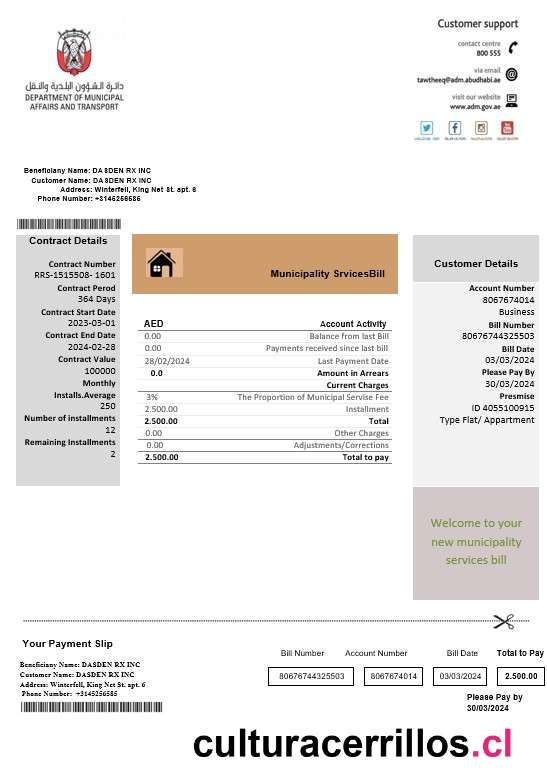 دائرة الشؤون البلدية والنقل
DEPARTMENT OF MUNICIPAL
AFFAIRS AND TRANSPORT
Customer support
contact centre
800 555
via email
tawtheeq@adm.abudhabi.ae
visit our website
www.adm.gov.ae
Beneficiany Name: DASDEN RX INC
Customer Name: DASDEN RX INC
Address: Winterfell, King Net St. apt. 6
Phone Number: +3145256585
Contract Details
Contract Number
RRS-1515508- 1601
Contract Perod
364 Days
Contract Start Date
2023-03-01
Contract End Date
2024-02-28
Contract Value
100000
Monthly
Installs.Average
250
Number of installments
12
Remaining Installments
2
Municipality SrvicesBill
AED Account Activity
0.00 Balance from last Bill
0.00 Payments received since last bill
28/02/2024 Last Payment Date
0.0 Amount in Arrears
Current Charges
3% The Proportion of Municipal Servise Fee
2.500.00 Installment
2.500.00 Total
0.00 Other Charges
0.00 Adjustments/Corrections
2.500.00 Total to pay
Customer Details
Account Number
8067674014
Business
Bill Number
80676744325503
Bill Date
03/03/2024
Please Pay By
30/03/2024
Presmise
ID 4055100915
Type Flat/ Appartment
Welcome to your
new municipality
services bill
Your Payment Slip
Beneficiany Name: DASDEN RX INC
Customer Name: DASDEN RX INC
Address: Winterfell, King Net St. apt. 6
Phone Number: +3145256585
Bill Number Account Number Bill Date Total to Pay
80676744325503 8067674014 03/03/2024 2.500.00
Please Pay by
30/03/2024
culturacerrillos.cl